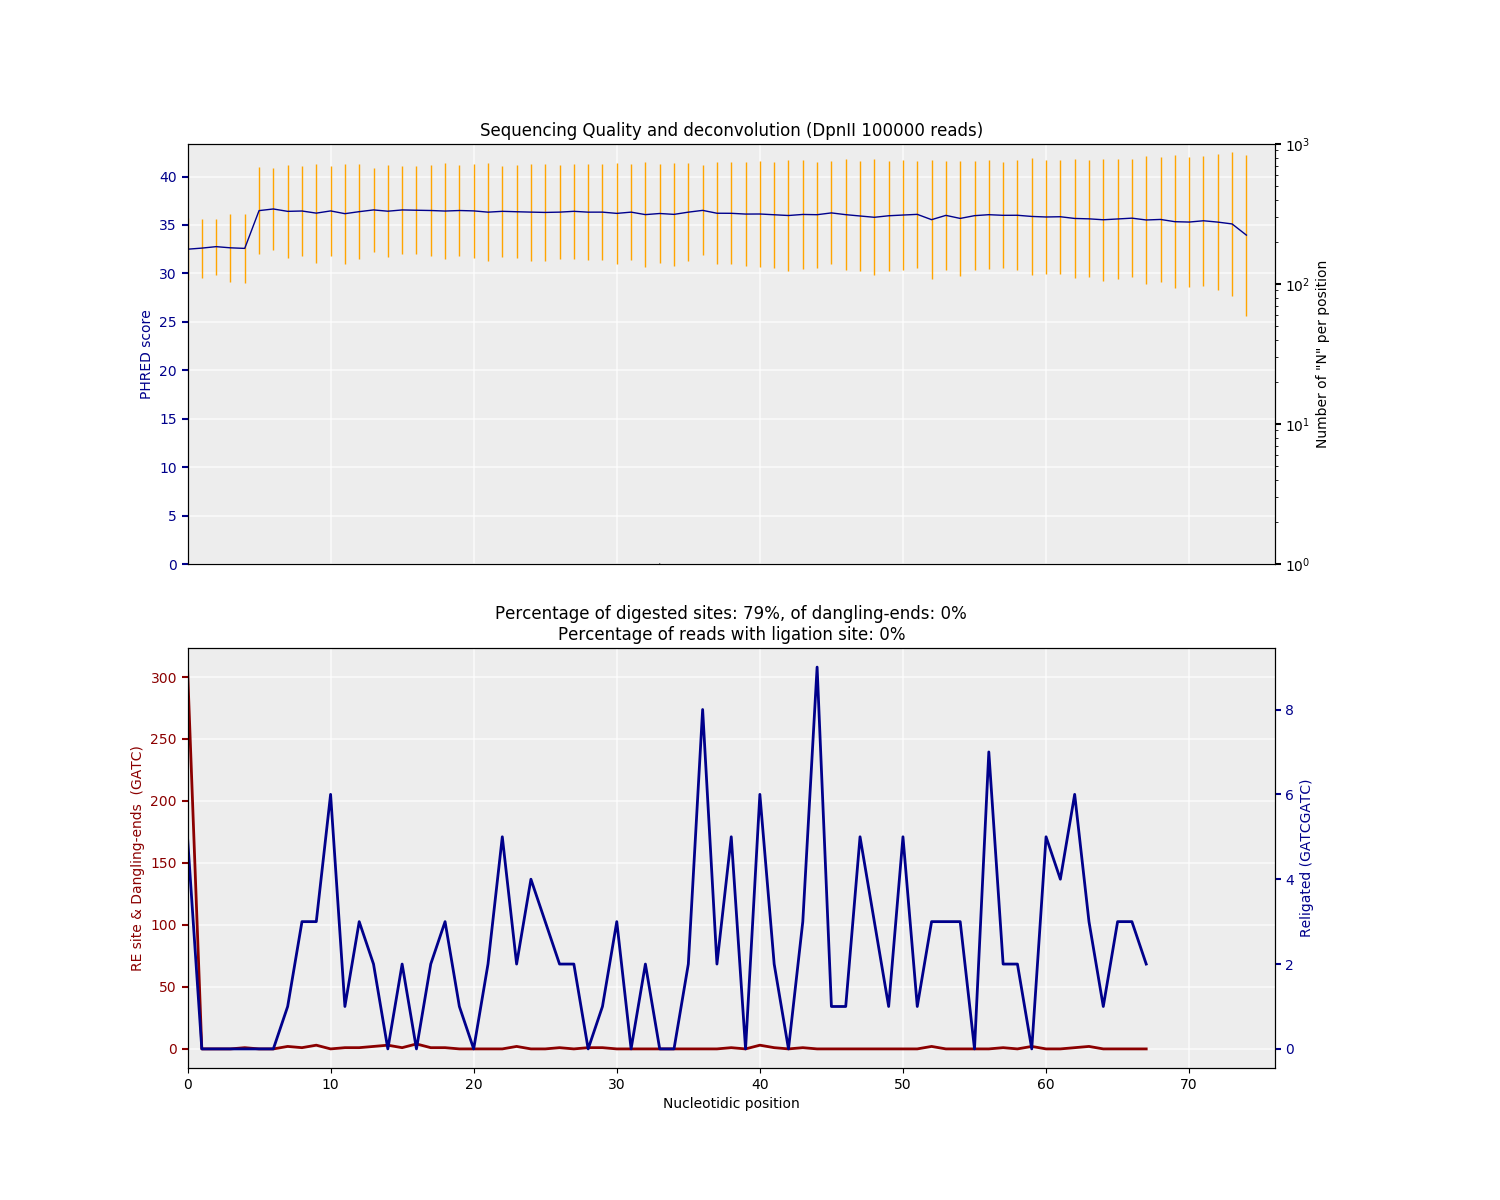 Sequencing Quality and deconvolution (DpnII 100000 reads)
PHRED score
40
35
30
25
20
15
10
5
0
10^3
10^2
10^1
10^0
Number of "N" per position
Percentage of digested sites: 79%, of dangling-ends: 0%
Percentage of reads with ligation site: 0%
RE site & Dangling-ends  (GATC)
300
250
200
150
100
50
0
8
6
4
2
0
Religated (GATCGATC)
0 10 20 30 40 50 60 70
Nucleotidic position